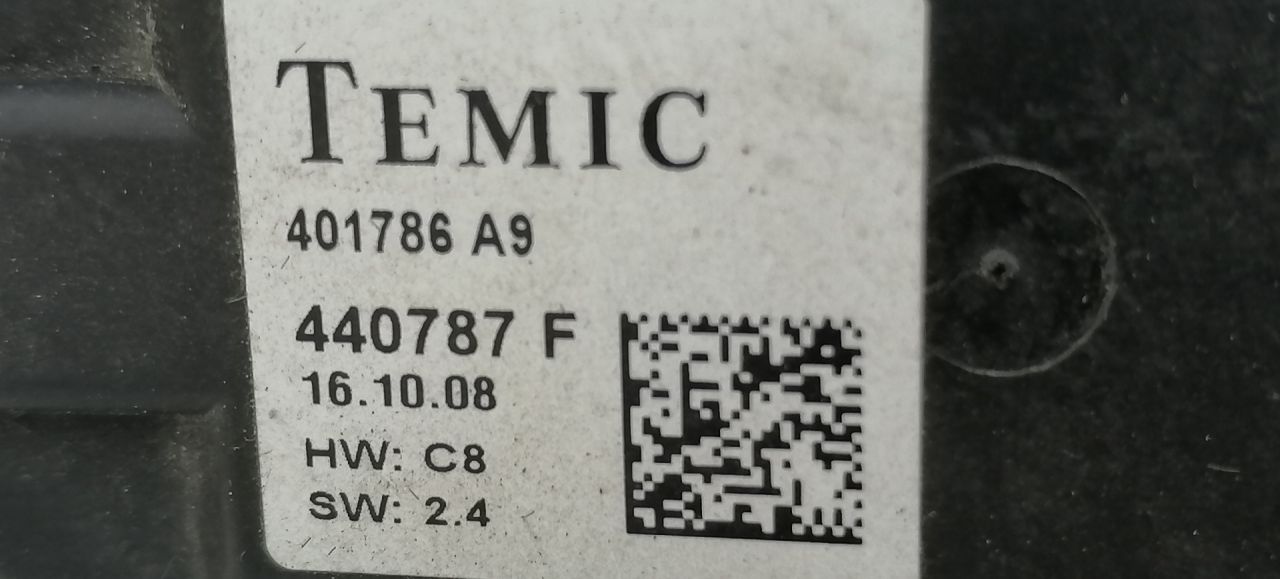 TEMIC
401786 A9
440787 F
16.10.08
HW: C8
SW: 2.4